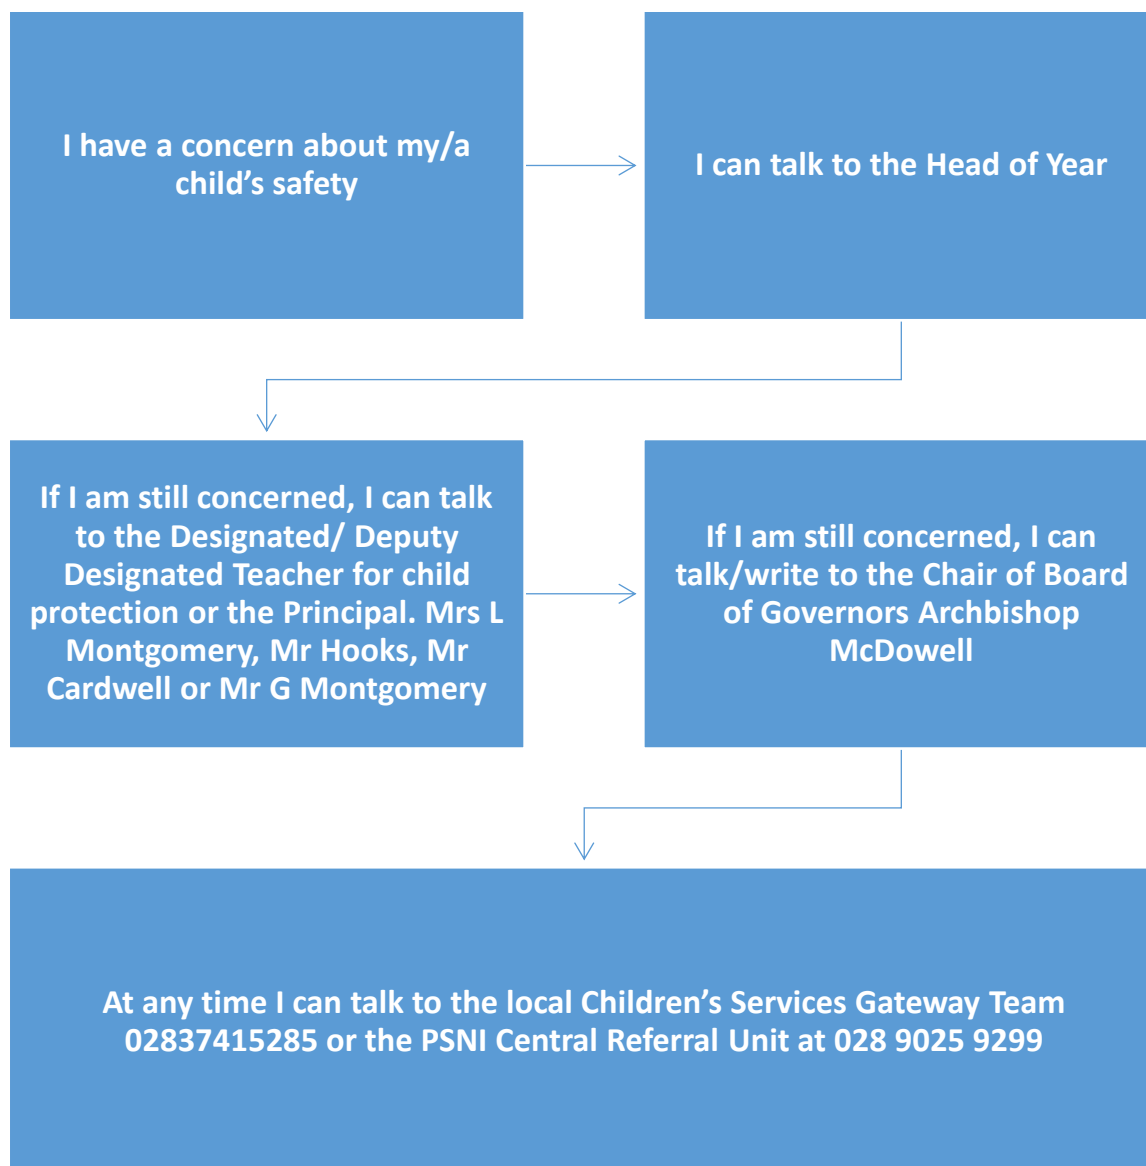 I have a concern about my/a
child’s safety
I can talk to the Head of Year
If I am still concerned, I can talk
to the Designated/ Deputy
Designated Teacher for child
protection or the Principal. Mrs L
Montgomery, Mr Hooks, Mr
Cardwell or Mr G Montgomery
If I am still concerned, I can
talk/write to the Chair of Board
of Governors Archbishop
McDowell
At any time I can talk to the local Children’s Services Gateway Team
02837415285 or the PSNI Central Referral Unit at 028 9025 9299